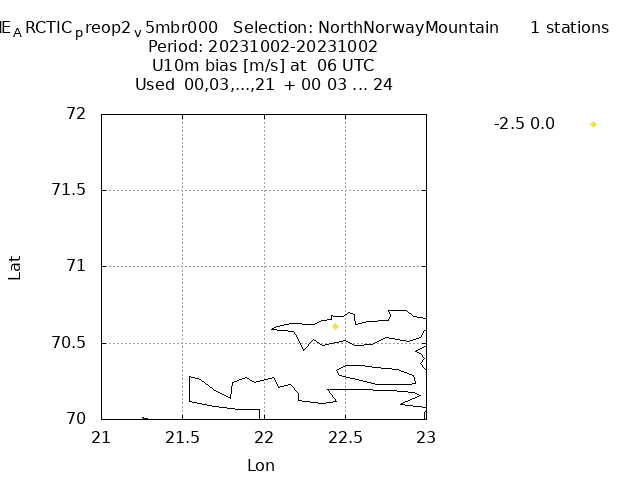 E_A RCTIC_preop2_v 5mbr000 Selection: NorthNorwayMountain 1 stations
Period: 20231002-20231002
U10m bias [m/s] at 06 UTC
Used 00,03,...,21 + 00 03 ... 24
-2.5 0.0
72
71.5
71
70.5
70
Lat
21 21.5 22 22.5 23
Lon